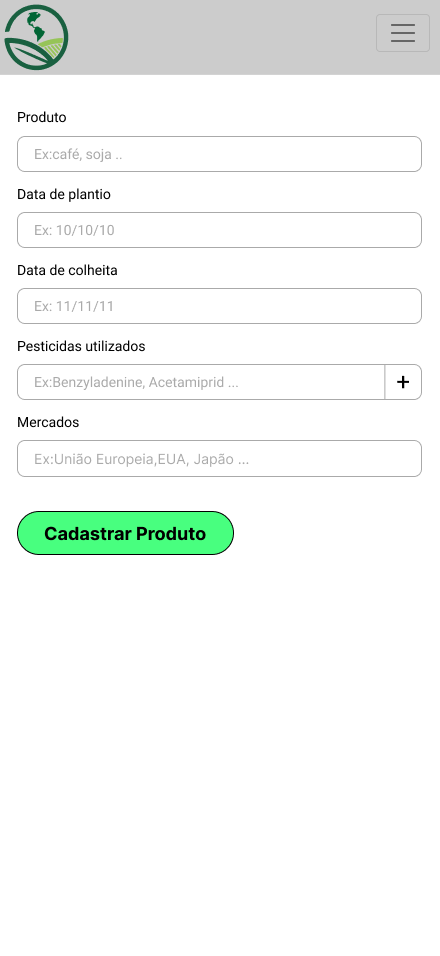 Produto
Ex:café, soja ..
Data de plantio
Ex: 10/10/10
Data de colheita
Ex: 11/11/11
Pesticidas utilizados
Ex:Benzyladenine, Acetamiprid ...
+
Mercados
Ex:União Europeia,EUA, Japão ...
Cadastrar Produto